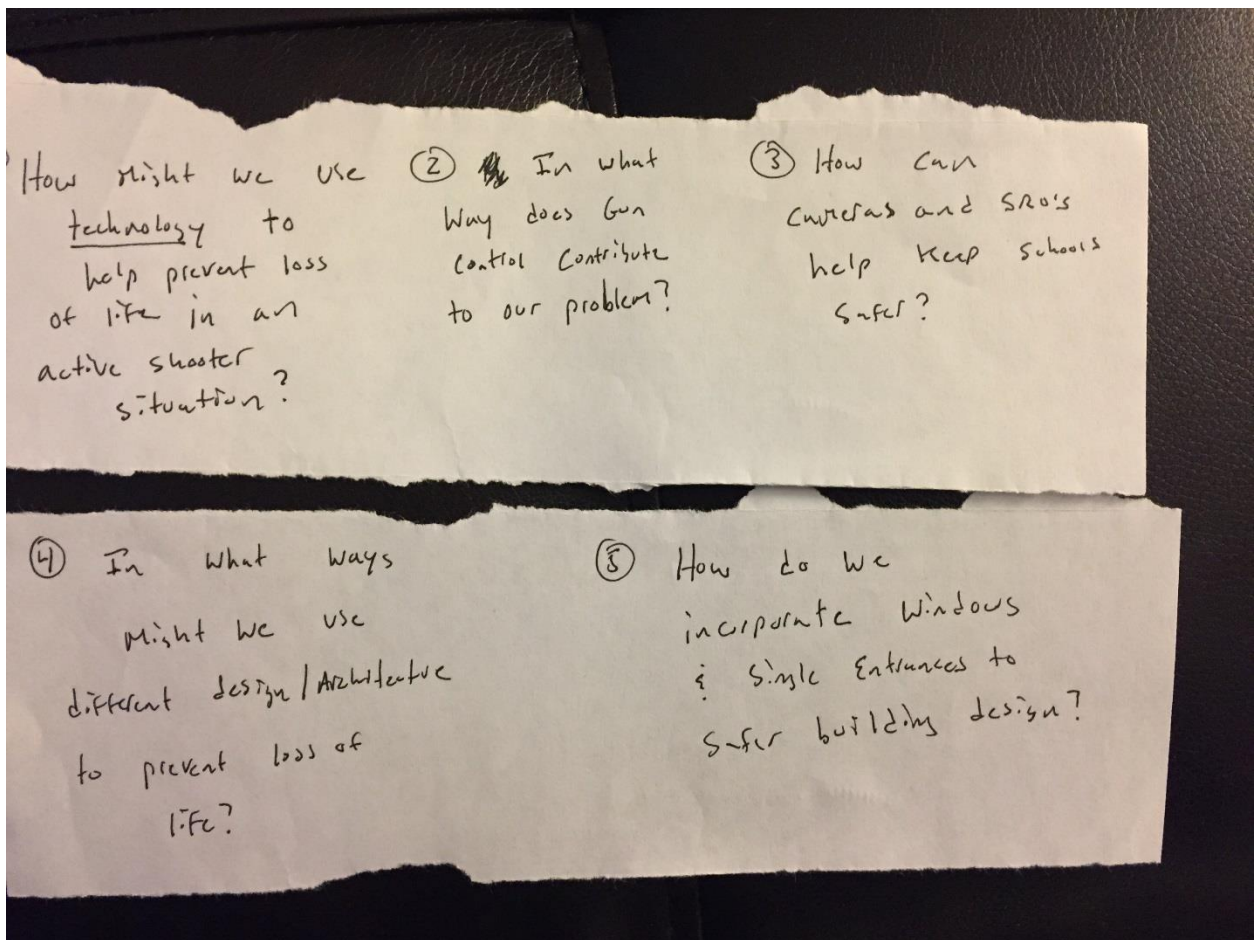 How Might we use
technology to
help prevent loss
of life in an
active shooter
situation?
② In what
Way does Gun
Control Contribute
to our problem?
③ How can
Cameras and SRO's
help Keep Schools
Safer?
④ In what ways
Might we use
different design/Architecture
to prevent loss of
life?
⑤ How do we
incorporate Windows
& Single Entrances to
Safer building design?